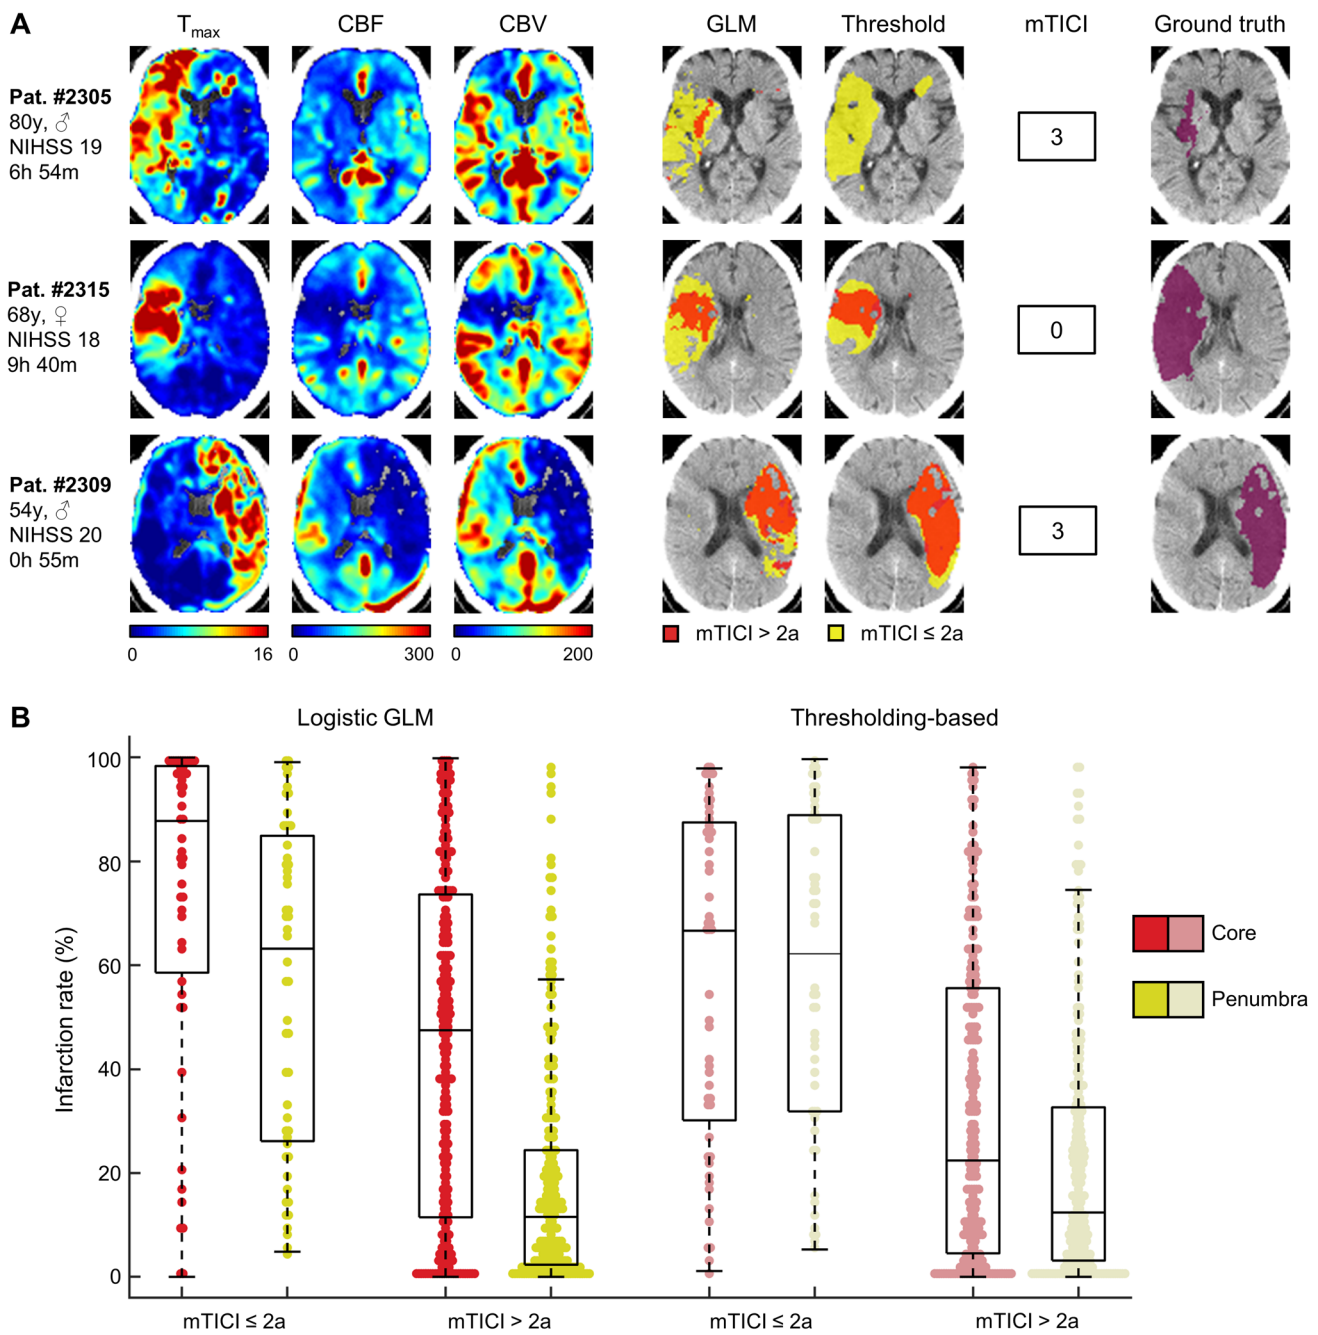 A
Tmax CBF CBV GLM Threshold mTICI Ground truth
Pat. #2305
80y, ♂
NIHSS 19
6h 54m
3
Pat. #2315
68y, ♀
NIHSS 18
9h 40m
0
Pat. #2309
54y, ♂
NIHSS 20
0h 55m
3
0 16 0 300 0 200
mTICI > 2a mTICI ≤ 2a
B
Logistic GLM Thresholding-based
Infarction rate (%)
100
80
60
40
20
0
Core
Penumbra
mTICI ≤ 2a mTICI > 2a mTICI ≤ 2a mTICI > 2a